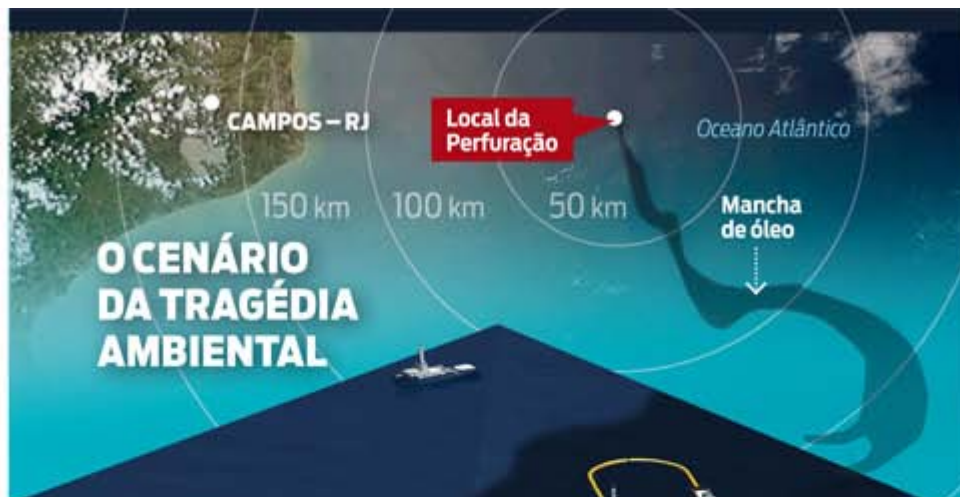 CAMPOS – RJ
Local da
Perfuração
Oceano Atlântico
150 km
100 km
50 km
Mancha
de óleo
O CENÁRIO
DA TRAGÉDIA
AMBIENTAL